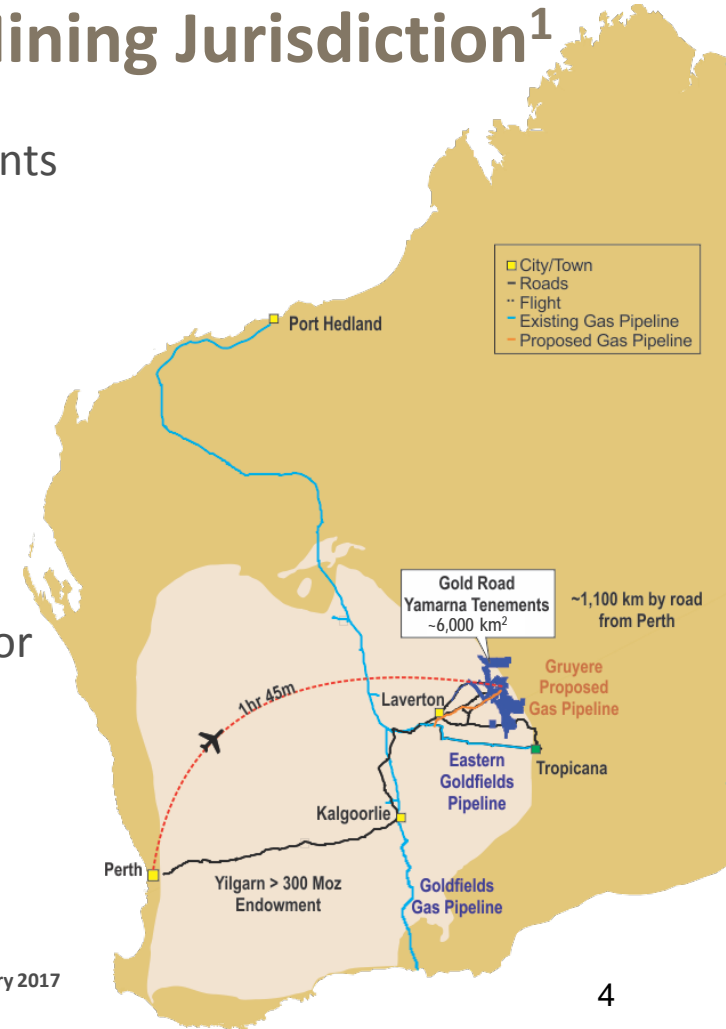 Mining Jurisdiction1
nts
City/Town
Roads
Flight
Existing Gas Pipeline
Proposed Gas Pipeline
Port Hedland
Gold Road
Yamarna Tenements
~6,000 km2
~1,100 km by road
from Perth
or
Gruyere
Proposed
Gas Pipeline
1hr 45m
Laverton
Eastern
Goldfields
Pipeline
Tropicana
Kalgoorlie
Perth
Yilgarn > 300 Moz
Endowment
Goldfields
Gas Pipeline
ry 2017
4